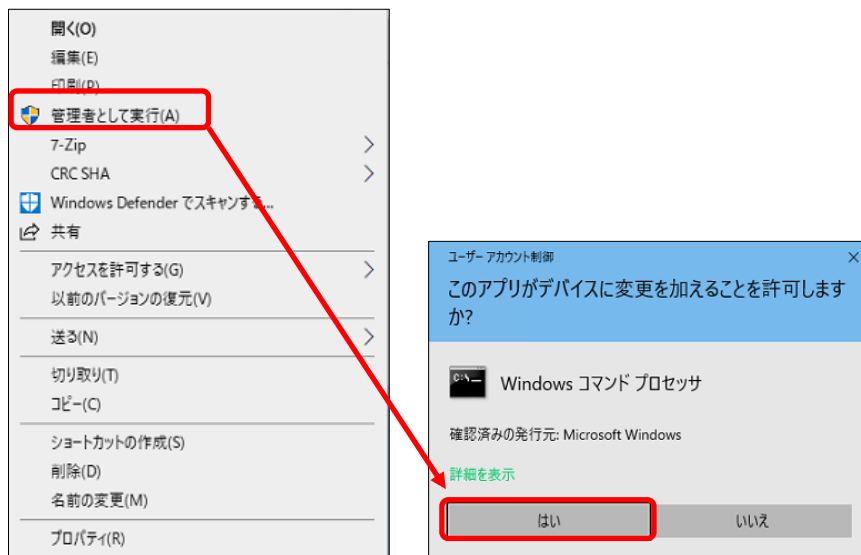 開く(O)
編集(E)
印刷(P)
管理者として実行(A)
7-Zip
CRC SHA
Windows Defender でスキャンする...
共有
アクセスを許可する(G)
以前のバージョンの復元(V)
送る(N)
切り取り(T)
コピー(C)
ショートカットの作成(S)
削除(D)
名前の変更(M)
プロパティ(R)
ユーザー アカウント制御
このアプリがデバイスに変更を加えることを許可します
か?
C:\
Windows コマンド プロセッサ
確認済みの発行元: Microsoft Windows
詳細を表示
はい
いいえ